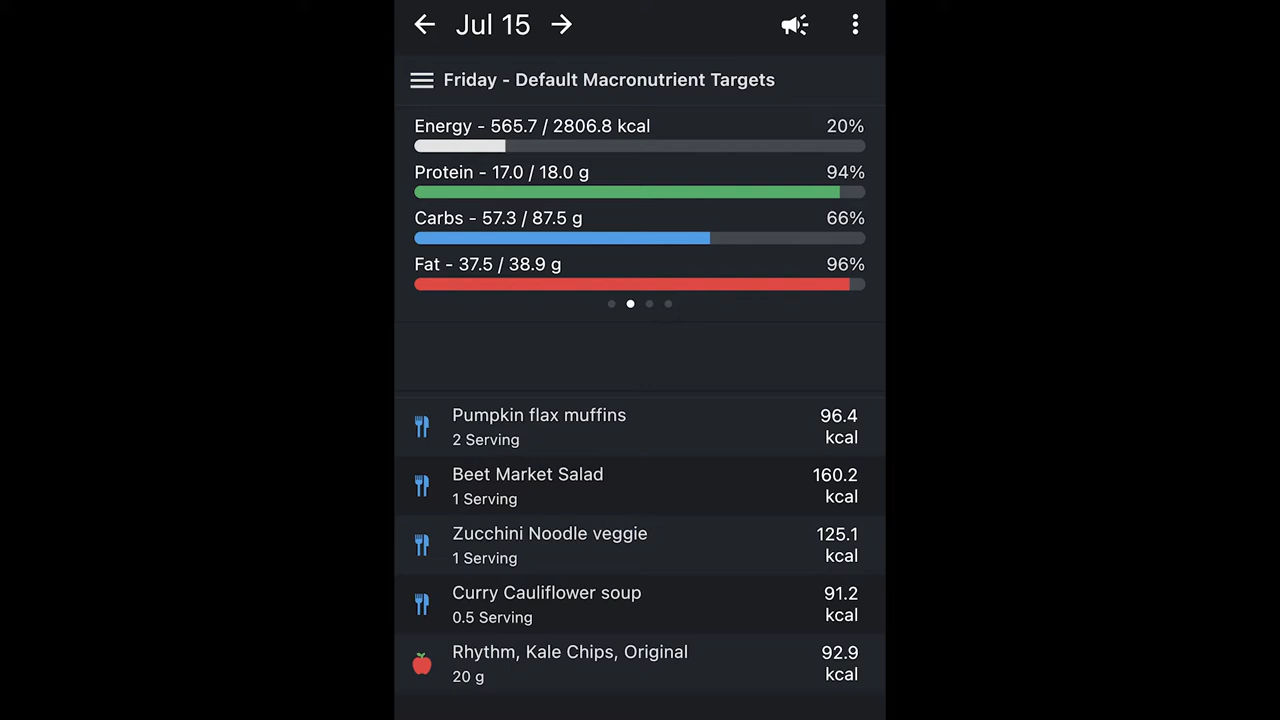 Jul 15
Friday - Default Macronutrient Targets
Energy - 565.7 / 2806.8 kcal 20%
Protein - 17.0 / 18.0 g 94%
Carbs - 57.3 / 87.5 g 66%
Fat - 37.5 / 38.9 g 96%
Pumpkin flax muffins 96.4
2 Serving kcal
Beet Market Salad 160.2
1 Serving kcal
Zucchini Noodle veggie 125.1
1 Serving kcal
Curry Cauliflower soup 91.2
0.5 Serving kcal
Rhythm, Kale Chips, Original 92.9
20 g kcal